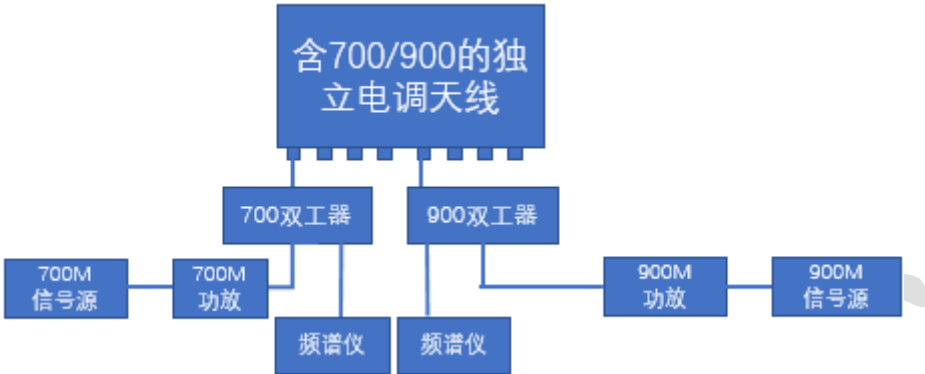 含700/900的独
立电调天线
700双工器
900双工器
700M
信号源
700M
功放
900M
功放
900M
信号源
频谱仪
频谱仪